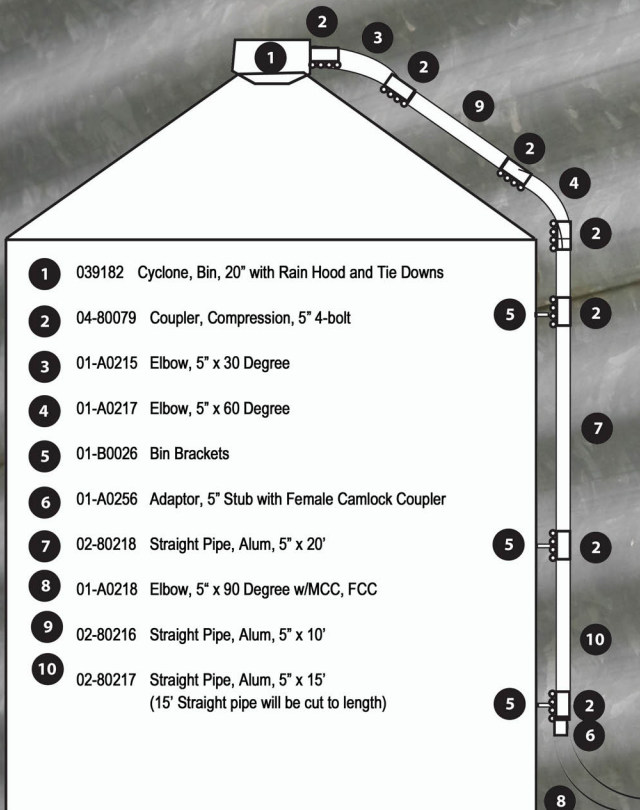 2
3
1
2
9
2
4
2
1 039182 Cyclone, Bin, 20" with Rain Hood and Tie Downs
2 04-80079 Coupler, Compression, 5" 4-bolt
5 2
3 01-A0215 Elbow, 5" x 30 Degree
4 01-A0217 Elbow, 5" x 60 Degree
7
5 01-B0026 Bin Brackets
6 01-A0256 Adaptor, 5" Stub with Female Camlock Coupler
7 02-80218 Straight Pipe, Alum, 5" x 20'
5 2
8 01-A0218 Elbow, 5" x 90 Degree w/MCC, FCC
9 02-80216 Straight Pipe, Alum, 5" x 10'
10
10 02-80217 Straight Pipe, Alum, 5" x 15'
(15' Straight pipe will be cut to length)
5 2
6
8